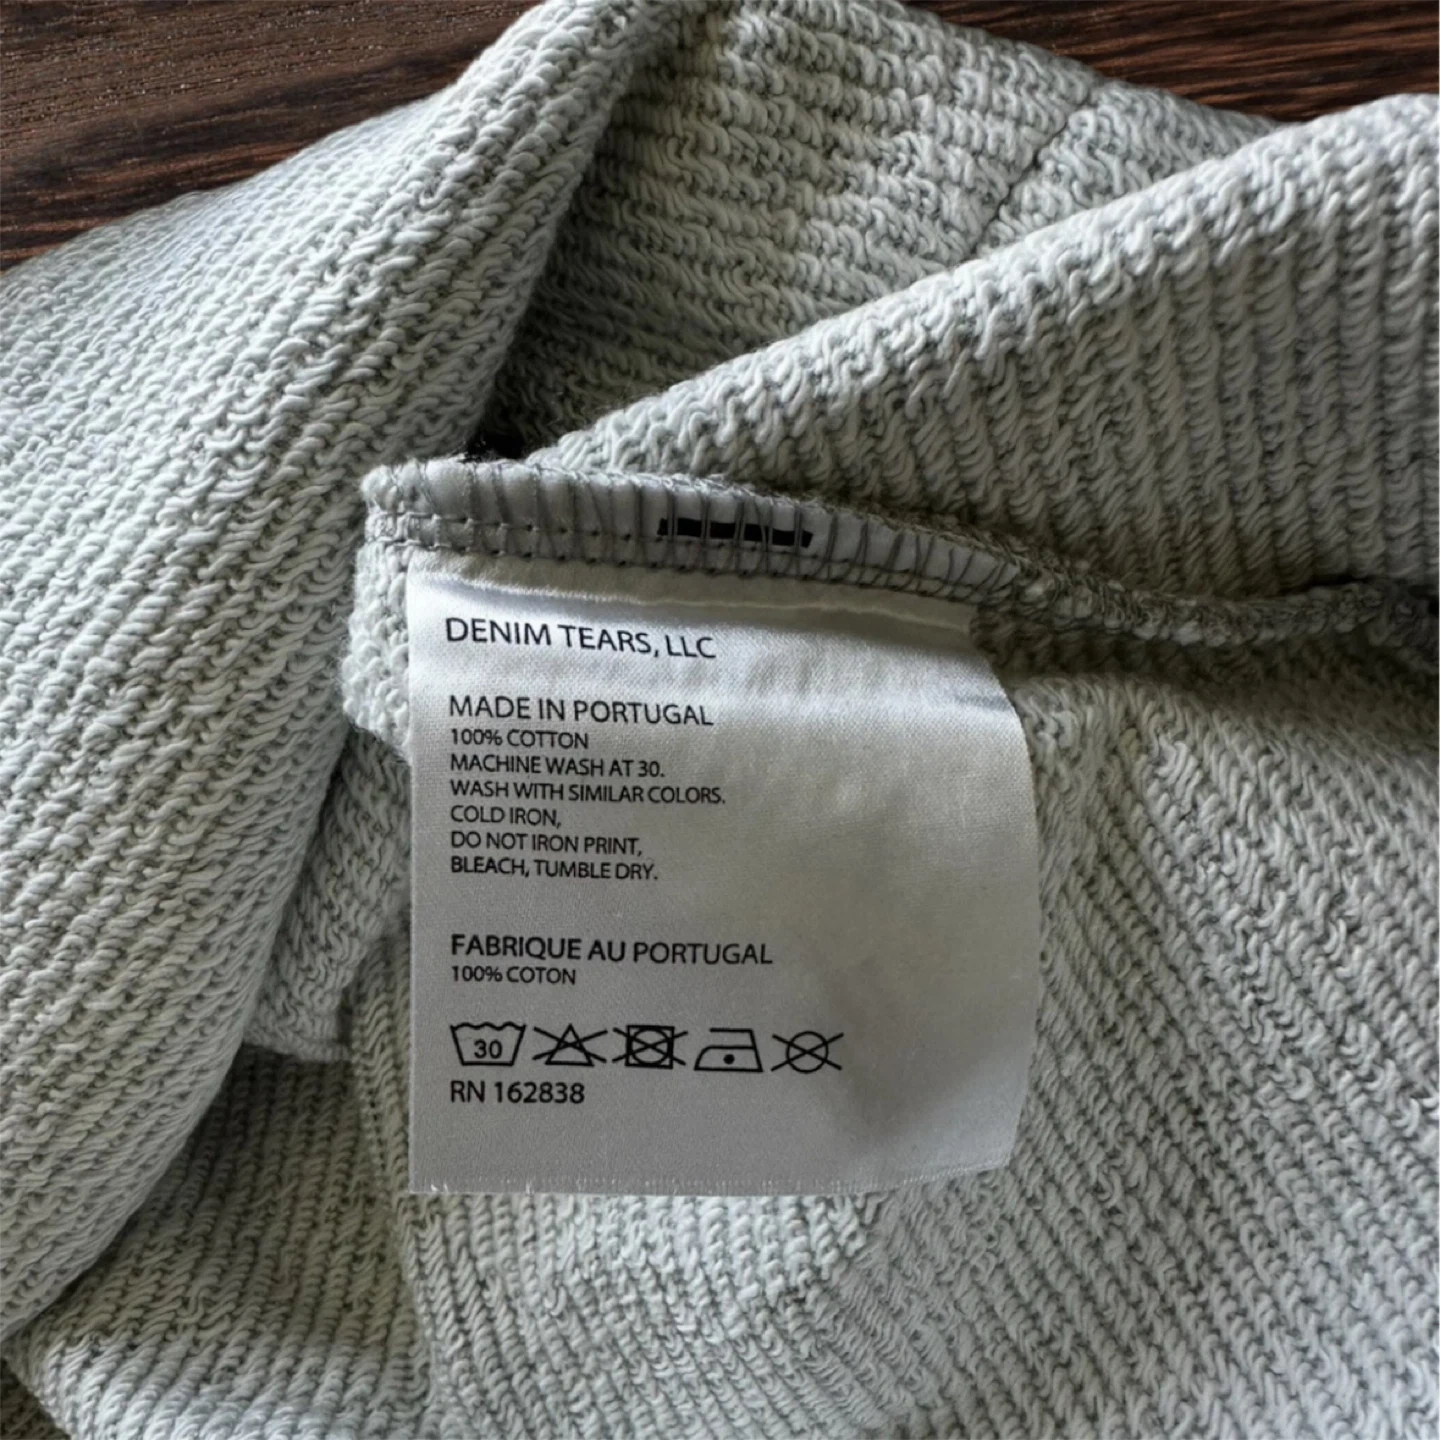 DENIM TEARS, LLC
MADE IN PORTUGAL
100% COTTON
MACHINE WASH AT 30.
WASH WITH SIMILAR COLORS.
COLD IRON,
DO NOT IRON PRINT,
BLEACH, TUMBLE DRY.
FABRIQUE AU PORTUGAL
100% COTON
30
RN 162838